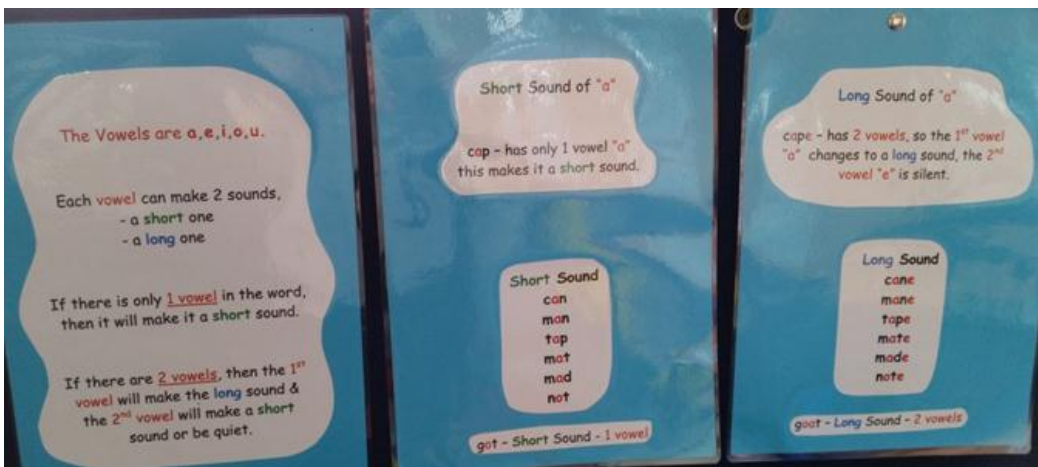 The Vowels are a,e,i,o,u.
Each vowel can make 2 sounds,
- a short one
- a long one
If there is only 1 vowel in the word,
then it will make it a short sound.
If there are 2 vowels, then the 1st
vowel will make the long sound &
the 2nd vowel will make a short
sound or be quiet.
Short Sound of "a"
cap - has only 1 vowel "a"
this makes it a short sound.
Short Sound
can
man
tap
mat
mad
not
got - Short Sound - 1 vowel
Long Sound of "a"
cape - has 2 vowels, so the 1st vowel
"a" changes to a long sound, the 2nd
vowel "e" is silent.
Long Sound
cane
mane
tape
mate
made
note
goat - Long Sound - 2 vowels